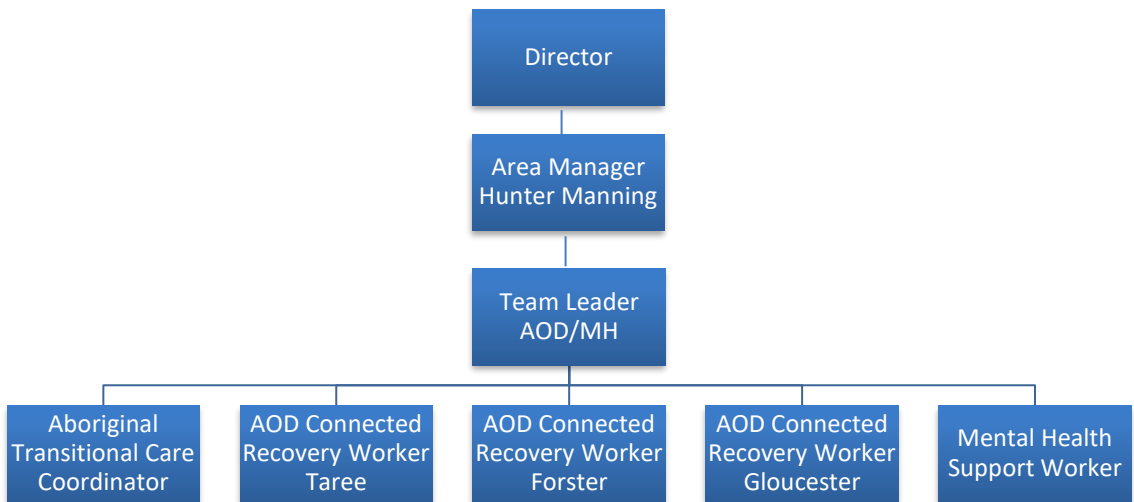 Director
Area Manager
Hunter Manning
Team Leader
AOD/MH
Aboriginal
Transitional Care
Coordinator
AOD Connected
Recovery Worker
Taree
AOD Connected
Recovery Worker
Forster
AOD Connected
Recovery Worker
Gloucester
Mental Health
Support Worker